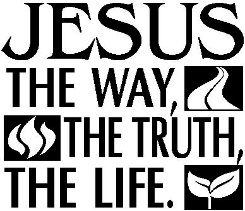 JESUS
THE WAY,
THE TRUTH,
THE LIFE.